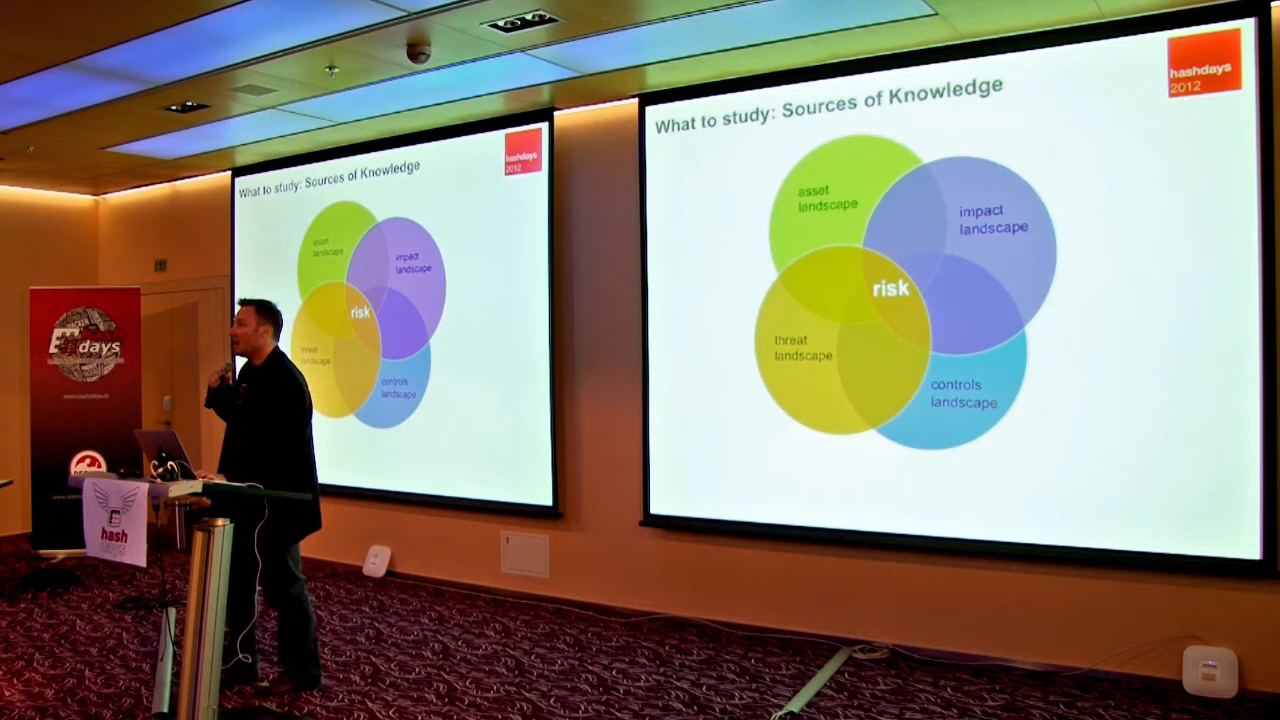 What to study: Sources of Knowledge
hashdays
2012
asset
landscape
impact
landscape
risk
threat
landscape
controls
landscape
What to study: Sources of Knowledge
hashdays
2012
asset
landscape
impact
landscape
risk
threat
landscape
controls
landscape
HACKER
days
hash